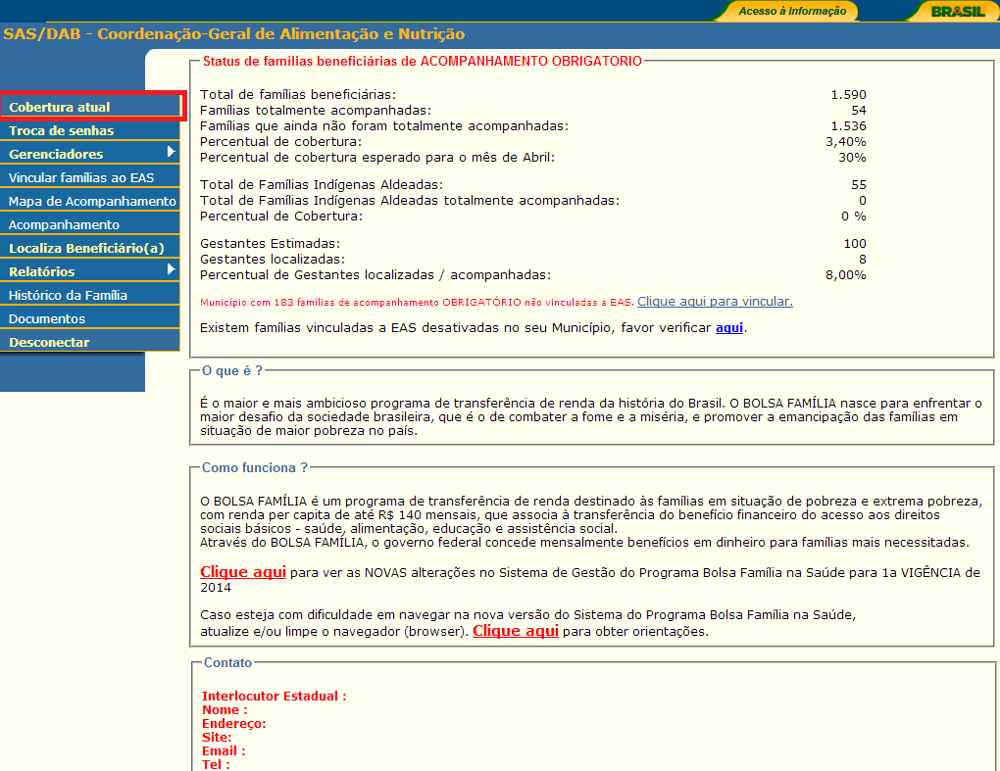 Acesso à Informação
BRASIL
SAS/DAB - Coordenação-Geral de Alimentação e Nutrição
Cobertura atual
Troca de senhas
Gerenciadores
Vincular famílias ao EAS
Mapa de Acompanhamento
Acompanhamento
Localiza Beneficiário(a)
Relatórios
Histórico da Família
Documentos
Desconectar
Status de famílias beneficiárias de ACOMPANHAMENTO OBRIGATORIO
Total de famílias beneficiárias: 1.590
Famílias totalmente acompanhadas: 54
Famílias que ainda não foram totalmente acompanhadas: 1.536
Percentual de cobertura: 3,40%
Percentual de cobertura esperado para o mês de Abril: 30%
Total de Famílias Indígenas Aldeadas: 55
Total de Famílias Indígenas Aldeadas totalmente acompanhadas: 0
Percentual de Cobertura: 0 %
Gestantes Estimadas: 100
Gestantes localizadas: 8
Percentual de Gestantes localizadas / acompanhadas: 8,00%
Município com 183 famílias de acompanhamento OBRIGATÓRIO não vinculadas a EAS. Clique aqui para vincular.
Existem famílias vinculadas a EAS desativadas no seu Município, favor verificar aqui.
O que é ?
É o maior e mais ambicioso programa de transferência de renda da história do Brasil. O BOLSA FAMÍLIA nasce para enfrentar o
maior desafio da sociedade brasileira, que é o de combater a fome e a miséria, e promover a emancipação das famílias em
situação de maior pobreza no país.
Como funciona ?
O BOLSA FAMÍLIA é um programa de transferência de renda destinado às famílias em situação de pobreza e extrema pobreza,
com renda per capita de até R$ 140 mensais, que associa à transferência do benefício financeiro do acesso aos direitos
sociais básicos - saúde, alimentação, educação e assistência social.
Através do BOLSA FAMÍLIA, o governo federal concede mensalmente benefícios em dinheiro para famílias mais necessitadas.
Clique aqui para ver as NOVAS alterações no Sistema de Gestão do Programa Bolsa Família na Saúde para 1a VIGÊNCIA de
2014
Caso esteja com dificuldade em navegar na nova versão do Sistema do Programa Bolsa Família na Saúde,
atualize e/ou limpe o navegador (browser). Clique aqui para obter orientações.
Contato
Interlocutor Estadual :
Nome :
Endereço:
Site:
Email :
Tel :